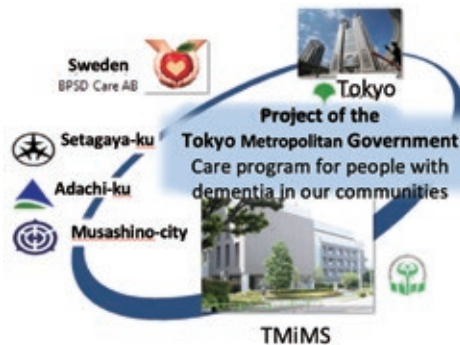 Sweden
BPSD Care AB
Tokyo
Project of the
Tokyo Metropolitan Government
Care program for people with
dementia in our communities
Setagaya-ku
Adachi-ku
Musashino-city
TMiMS